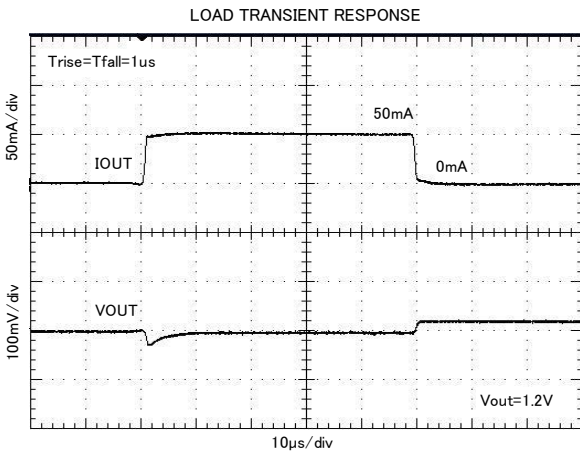 LOAD TRANSIENT RESPONSE
Trise=Tfall=1us
50mA/div
50mA
IOUT
0mA
100mV/div
VOUT
Vout=1.2V
10μs/div